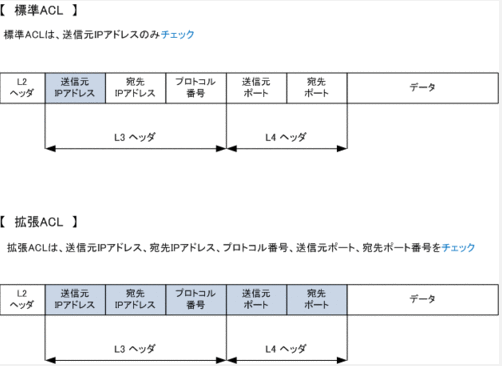 【 標準ACL 】
標準ACLは、送信元IPアドレスのみチェック
L2
ヘッダ
送信元
IPアドレス
宛先
IPアドレス
プロトコル
番号
送信元
ポート
宛先
ポート
データ
L3 ヘッダ
L4 ヘッダ
【 拡張ACL 】
拡張ACLは、送信元IPアドレス、宛先IPアドレス、プロトコル番号、送信元ポート、宛先ポート番号をチェック
L2
ヘッダ
送信元
IPアドレス
宛先
IPアドレス
プロトコル
番号
送信元
ポート
宛先
ポート
データ
L3 ヘッダ
L4 ヘッダ